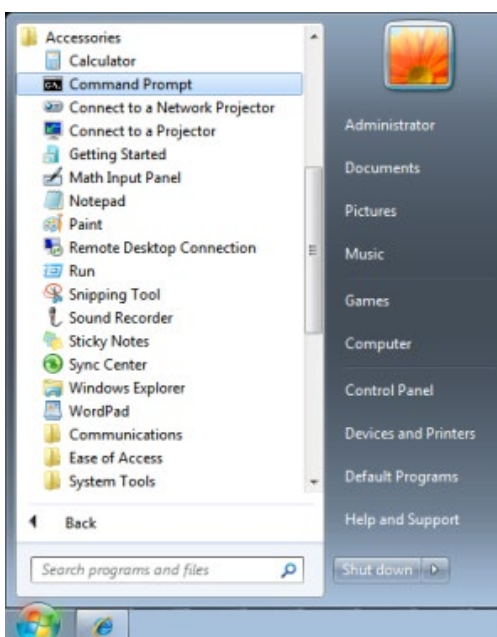 Accessories
Calculator
Command Prompt
Connect to a Network Projector
Connect to a Projector
Getting Started
Math Input Panel
Notepad
Paint
Remote Desktop Connection
Run
Snipping Tool
Sound Recorder
Sticky Notes
Sync Center
Windows Explorer
WordPad
Communications
Ease of Access
System Tools
Back
Search programs and files
Administrator
Documents
Pictures
Music
Games
Computer
Control Panel
Devices and Printers
Default Programs
Help and Support
Shut down